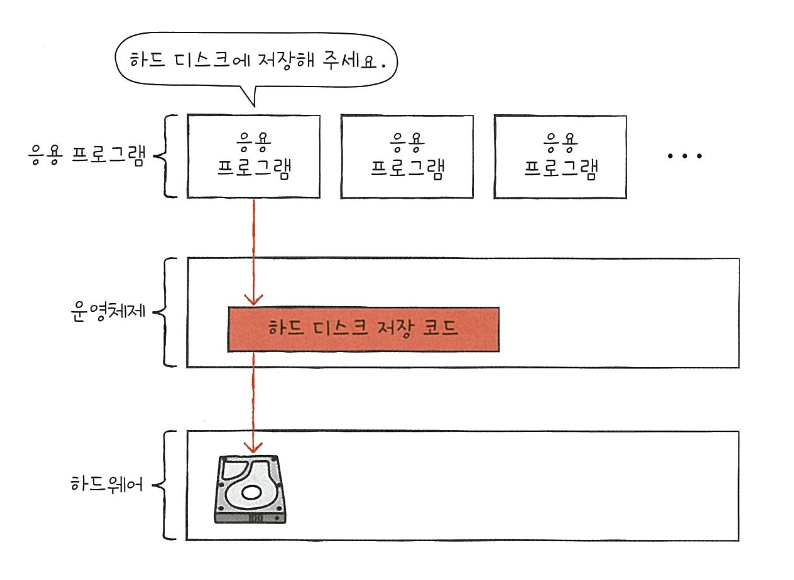 하드 디스크에 저장해 주세요.
응용 프로그램
응용
프로그램
응용
프로그램
응용
프로그램
...
운영체제
하드 디스크 저장 코드
하드웨어